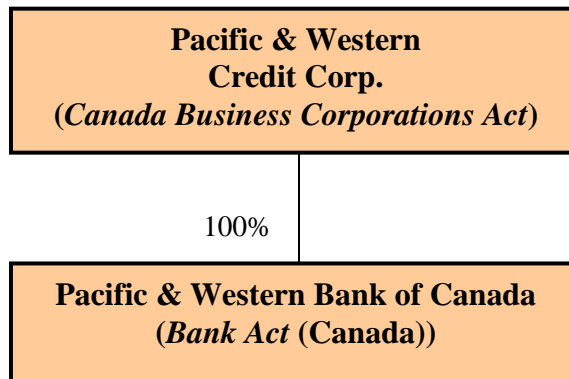 Pacific & Western
Credit Corp.
(Canada Business Corporations Act)
100%
Pacific & Western Bank of Canada
(Bank Act (Canada))